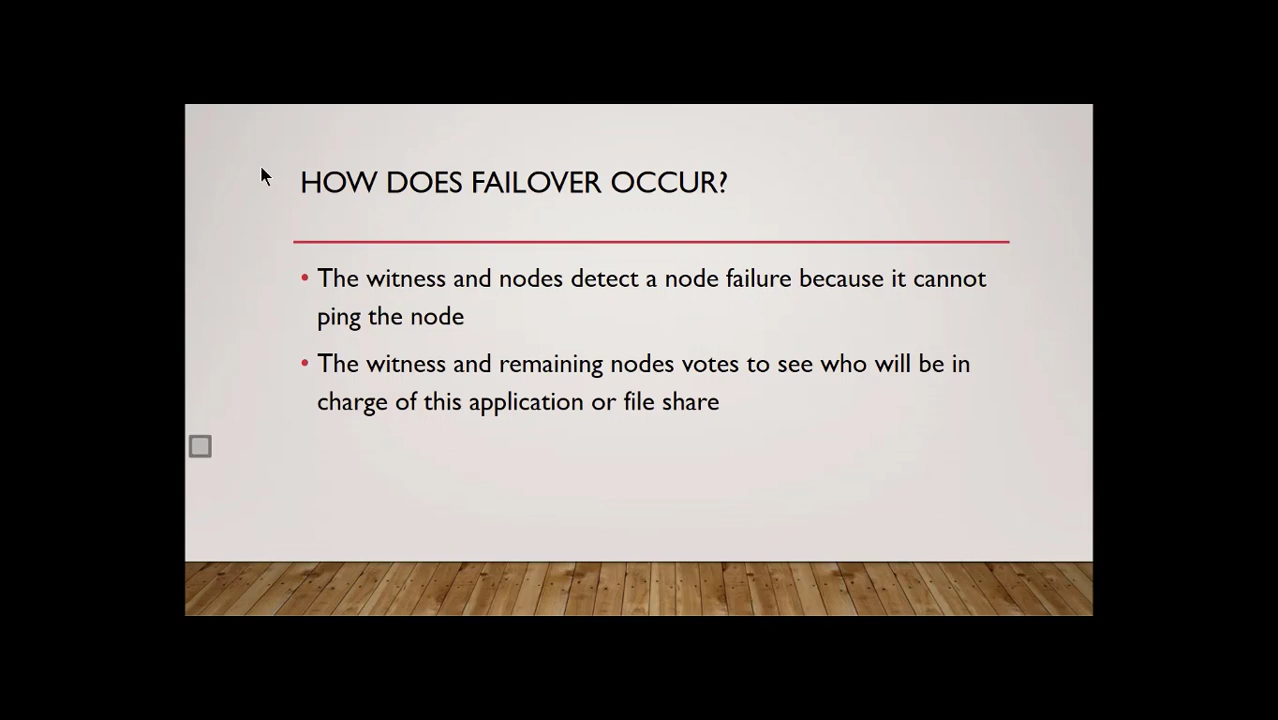 HOW DOES FAILOVER OCCUR?
• The witness and nodes detect a node failure because it cannot
ping the node
• The witness and remaining nodes votes to see who will be in
charge of this application or file share